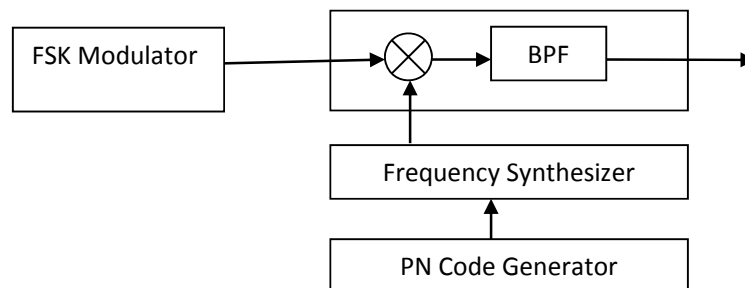 FSK Modulator
BPF
Frequency Synthesizer
PN Code Generator